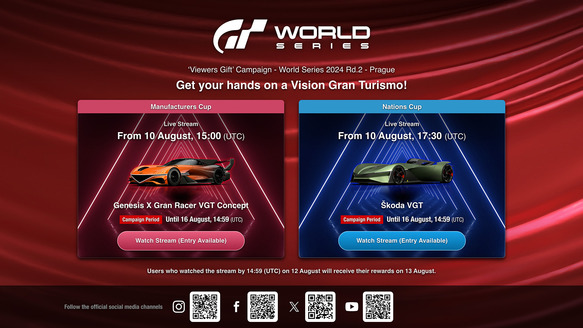 GT WORLD
SERIES
'Viewers Gift' Campaign - World Series 2024 Rd.2 - Prague
Get your hands on a Vision Gran Turismo!
Manufacturers Cup
Live Stream
From 10 August, 15:00 (UTC)
Genesis X Gran Racer VGT Concept
Campaign Period Until 16 August, 14:59 (UTC)
Watch Stream (Entry Available)
Nations Cup
Live Stream
From 10 August, 17:30 (UTC)
Škoda VGT
Campaign Period Until 16 August, 14:59 (UTC)
Watch Stream (Entry Available)
Users who watched the stream by 14:59 (UTC) on 12 August will receive their rewards on 13 August.
Follow the official social media channels